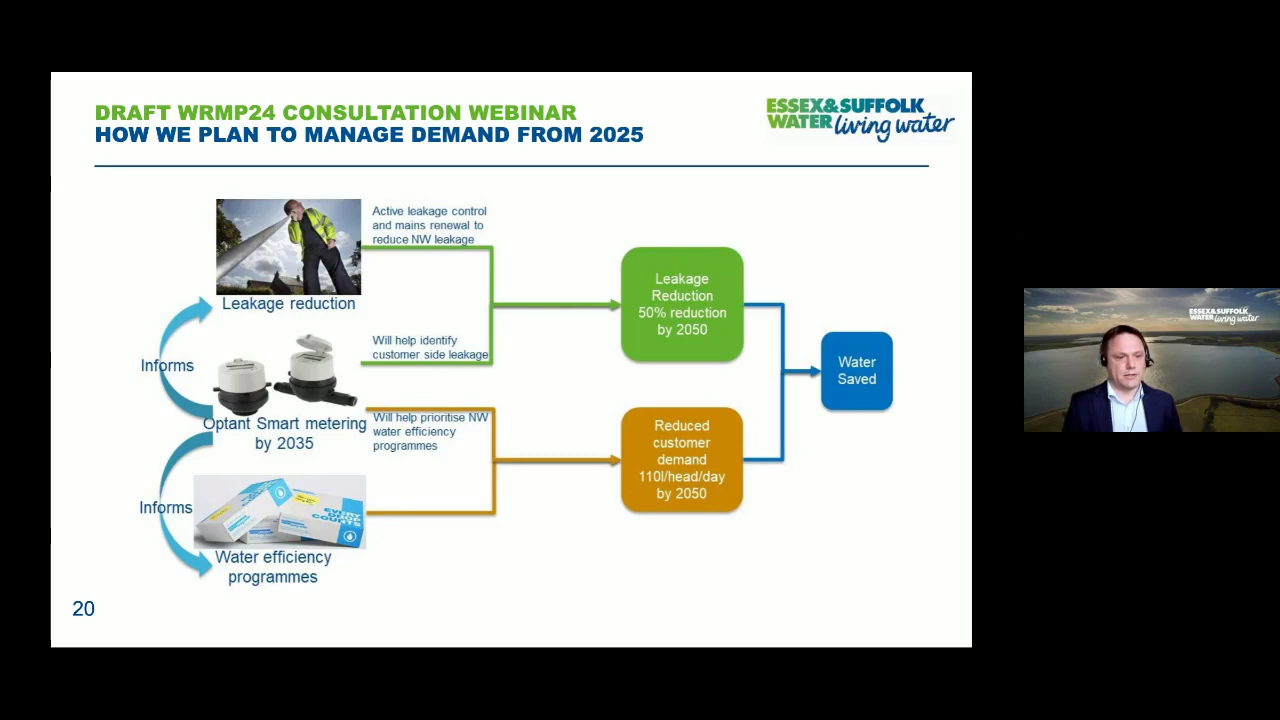 DRAFT WRMP24 CONSULTATION WEBINAR
HOW WE PLAN TO MANAGE DEMAND FROM 2025
ESSEX&SUFFOLK
WATER living water
Active leakage control
and mains renewal to
reduce NW leakage
Leakage reduction
Will help identify
customer side leakage
Informs
Optant Smart metering
by 2035
Will help prioritise NW
water efficiency
programmes
Informs
EVERY
DROP
COUNTS
Water efficiency
programmes
Leakage
Reduction
50% reduction
by 2050
Reduced
customer
demand
110l/head/day
by 2050
Water
Saved
20
ESSEX&SUFFOLK
WATER living water